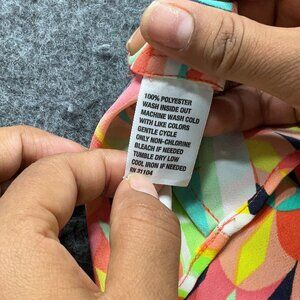 100% POLYESTER
WASH INSIDE OUT
MACHINE WASH COLD
WITH LIKE COLORS
GENTLE CYCLE
ONLY NON-CHLORINE
BLEACH IF NEEDED
TUMBLE DRY LOW
COOL IRON IF NEEDED
RN 31104